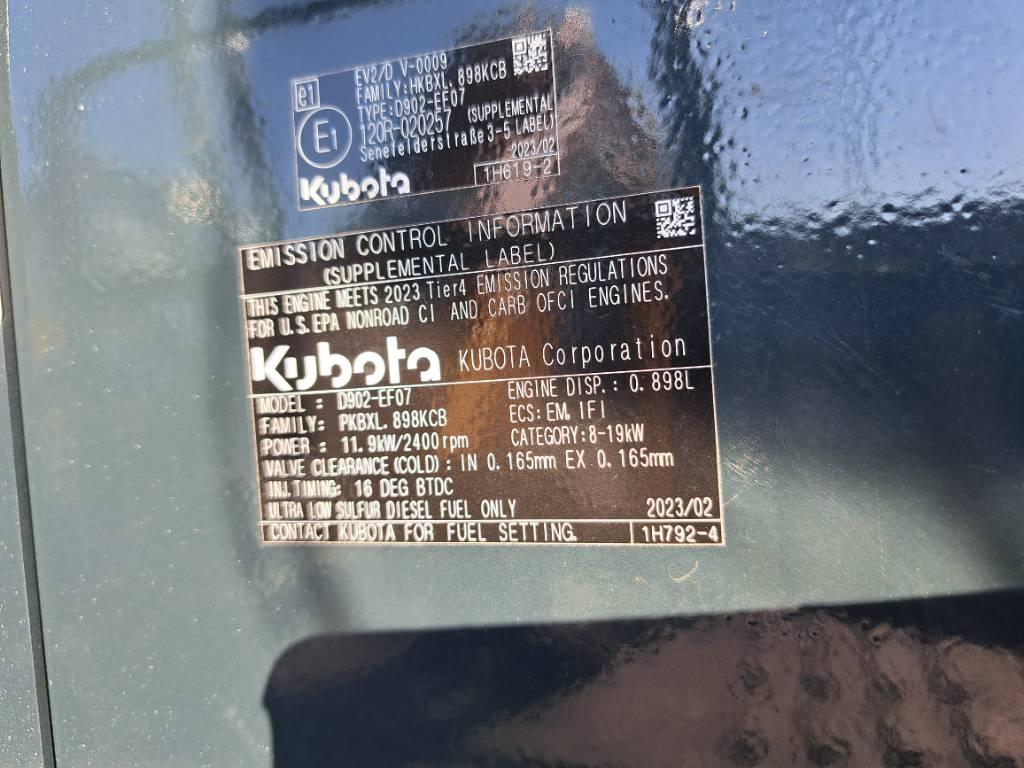 e1
E1
EV2/D V-0009
FAMILY:HKBXL. 898KCB
TYPE:D902-EF07
120R-020257 (SUPPLEMENTAL LABEL)
Senefelderstraße 3-5
2023/02
Kubota 1H619-2
EMISSION CONTROL INFORMATION
(SUPPLEMENTAL LABEL)
THIS ENGINE MEETS 2023 Tier4 EMISSION REGULATIONS
FOR U.S. EPA NONROAD CI AND CARB OFCI ENGINES.
Kubota KUBOTA Corporation
MODEL : D902-EF07 ENGINE DISP.: 0. 898L
FAMILY: PKBXL. 898KCB ECS: EM, IFI
POWER : 11. 9kW/2400 rpm CATEGORY:8-19kW
VALVE CLEARANCE (COLD) : IN 0. 165mm EX 0. 165mm
INJ. TIMING: 16 DEG BTDC
ULTRA LOW SULFUR DIESEL FUEL ONLY 2023/02
CONTACT KUBOTA FOR FUEL SETTING. 1H792-4